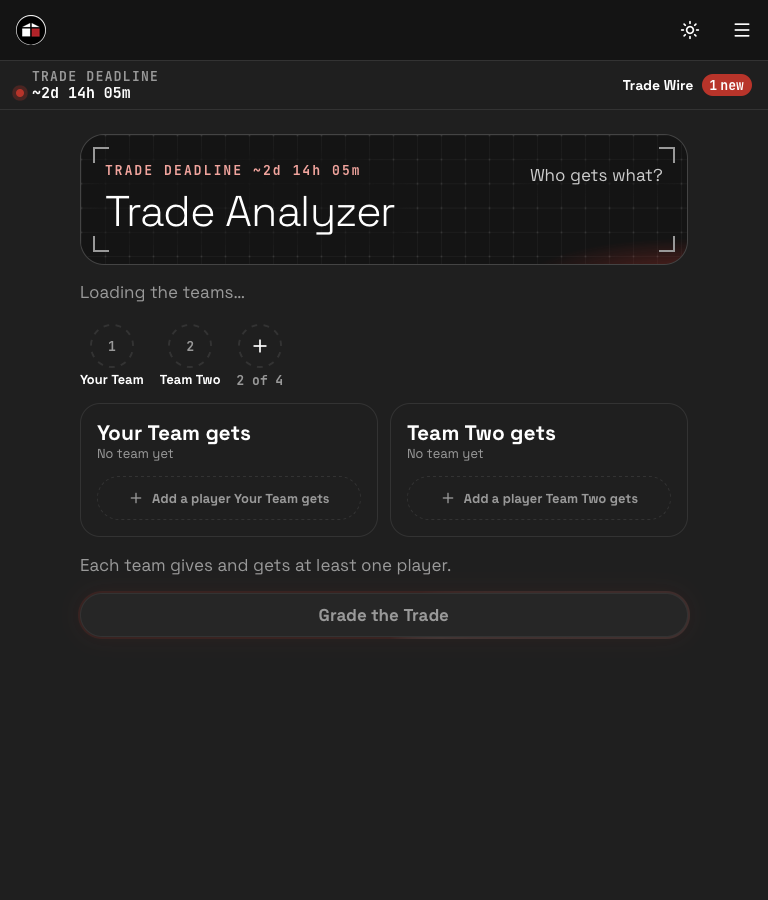 TRADE DEADLINE
~2d 14h 05m
Trade Wire
1 new
TRADE DEADLINE ~2d 14h 05m
Who gets what?
Trade Analyzer
Loading the teams…
1
2
Your Team
Team Two
2 of 4
Your Team gets
No team yet
Add a player Your Team gets
Team Two gets
No team yet
Add a player Team Two gets
Each team gives and gets at least one player.
Grade the Trade